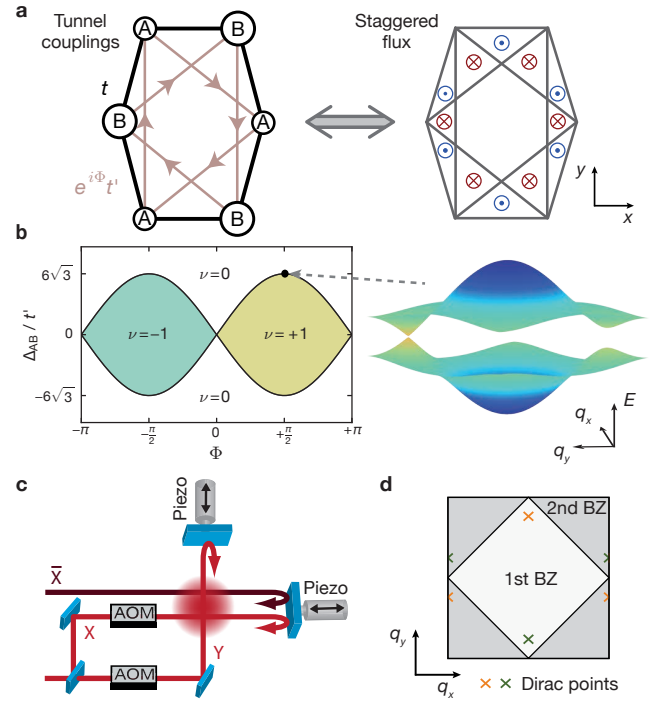 a
Tunnel
couplings
Staggered
flux
A
B
t
B
A
e^{iΦ} t'
A
B
y
x
b
Δ_AB / t'
6√3
0
−6√3
ν=0
ν=−1
ν=+1
ν=0
−π
−π/2
0
+π/2
+π
Φ
E
q_x
q_y
c
Piezo
X̄
Piezo
AOM
X
Y
AOM
d
2nd BZ
1st BZ
q_y
q_x
Dirac points